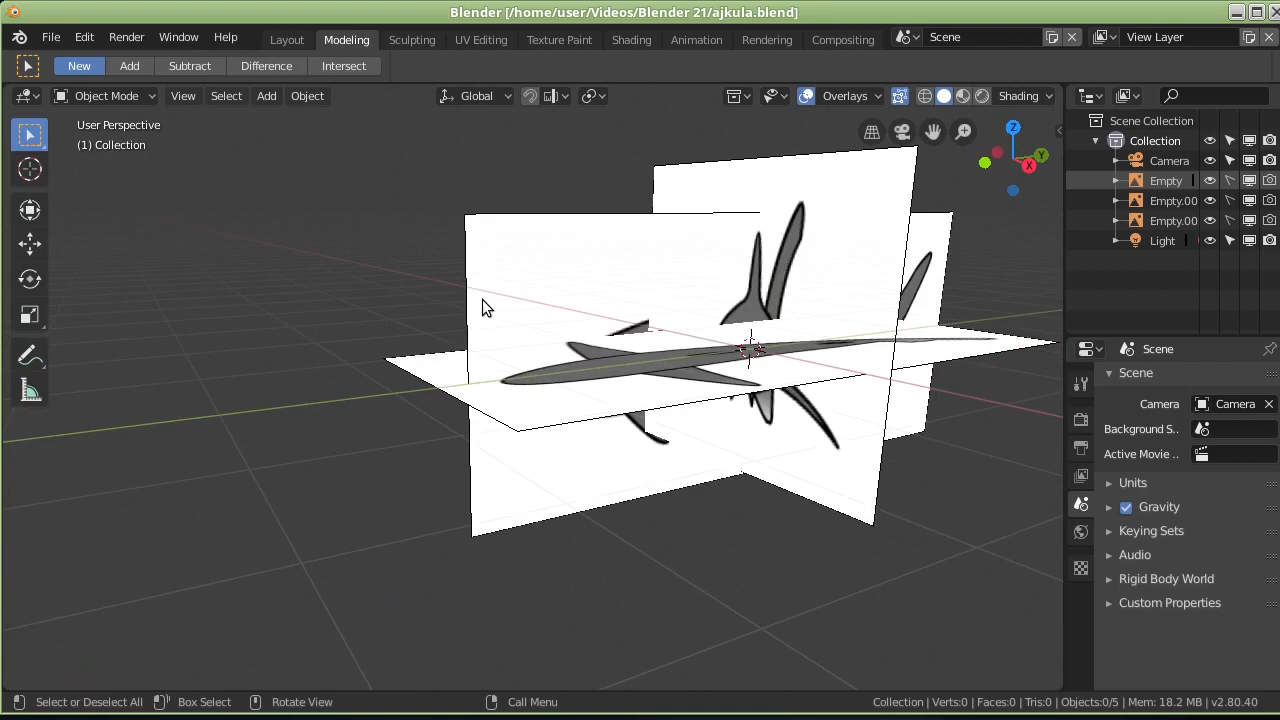 Blender [/home/user/Videos/Blender 21/ajkula.blend]
File Edit Render Window Help Layout Modeling Sculpting UV Editing Texture Paint Shading Animation Rendering Compositing Scene View Layer
New Add Subtract Difference Intersect
Object Mode View Select Add Object Global Overlays Shading
User Perspective
(1) Collection
Z
Y
X
Scene Collection
Collection
Camera
Empty
Empty.00
Empty.00
Light
Scene
Scene
Camera Camera
Background S..
Active Movie ..
Units
Gravity
Keying Sets
Audio
Rigid Body World
Custom Properties
Select or Deselect All Box Select Rotate View Call Menu Collection | Verts:0 | Faces:0 | Tris:0 | Objects:0/5 | Mem: 18.2 MB | v2.80.40